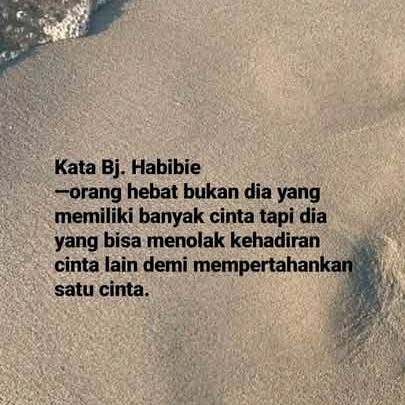 Kata Bj. Habibie
—orang hebat bukan dia yang
memiliki banyak cinta tapi dia
yang bisa menolak kehadiran
cinta lain demi mempertahankan
satu cinta.